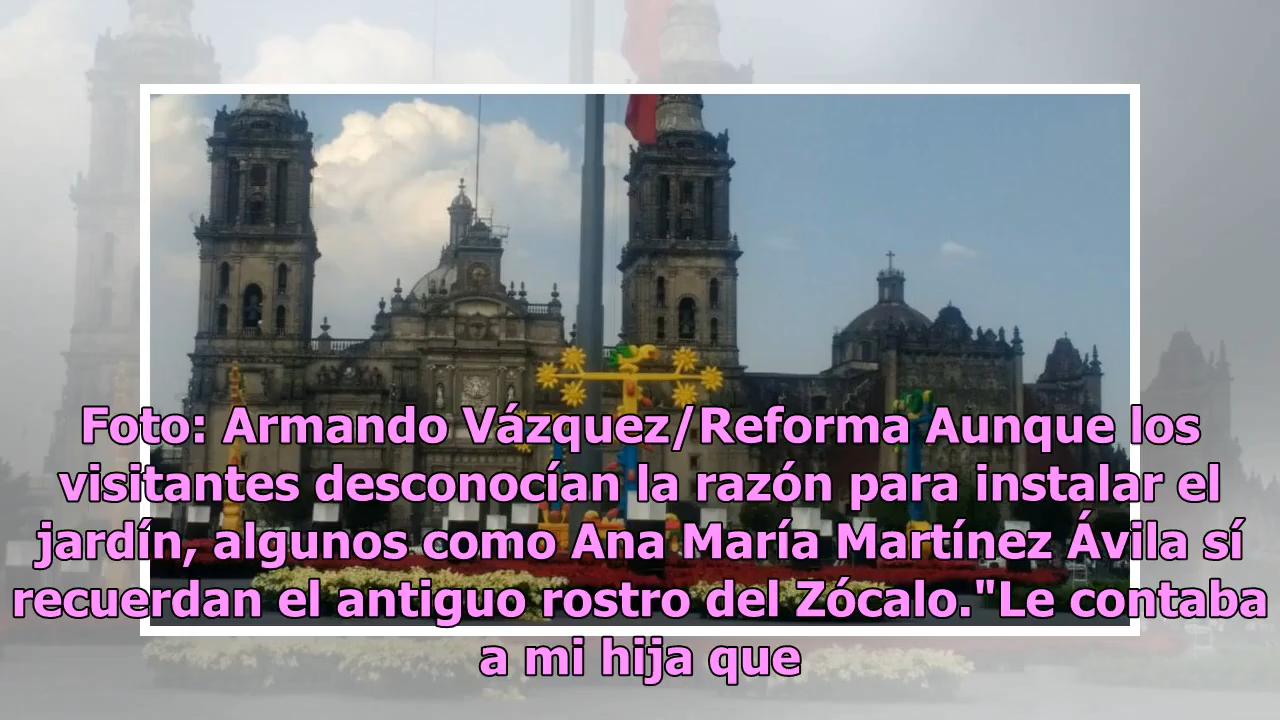 Foto: Armando Vázquez/Reforma Aunque los
visitantes desconocían la razón para instalar el
jardín, algunos como Ana María Martínez Ávila sí
recuerdan el antiguo rostro del Zócalo."Le contaba
a mi hija que